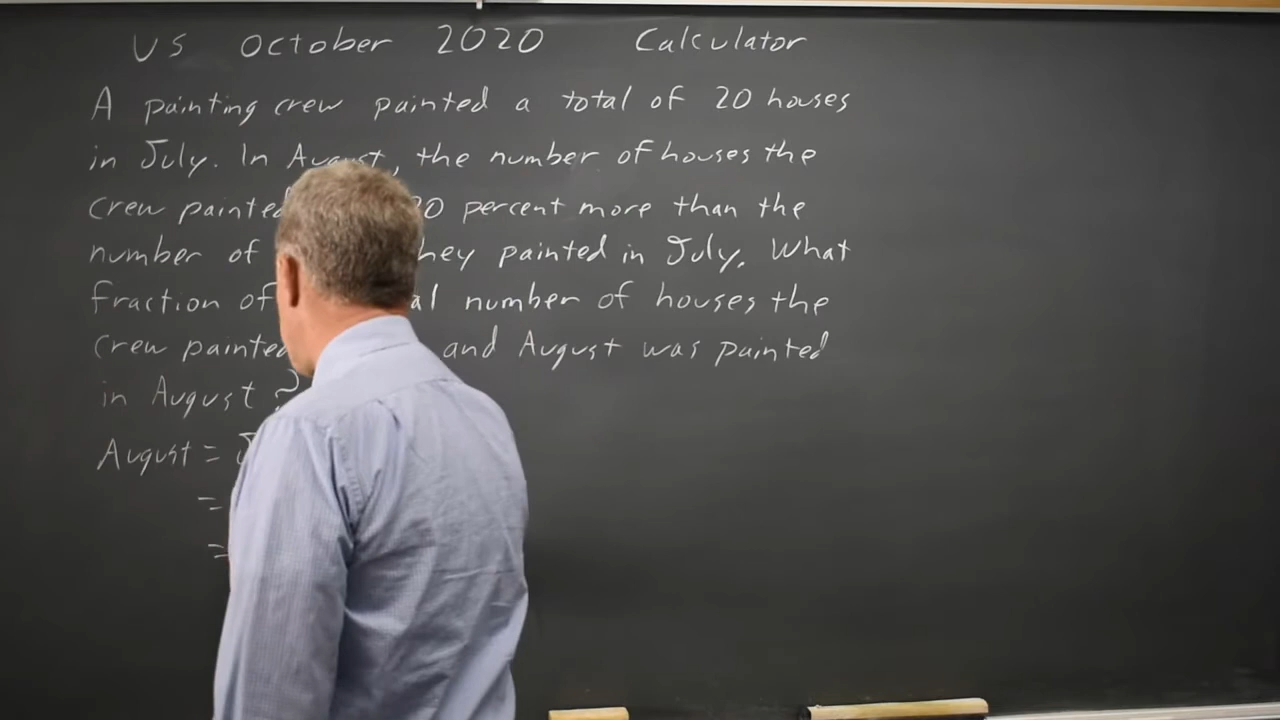 US October 2020 Calculator
A painting crew painted a total of 20 houses
in July. In August, the number of houses the
crew painted 0 percent more than the
number of hey painted in July. What
fraction of al number of houses the
crew painted and August was painted
in August ?
August =
=
=